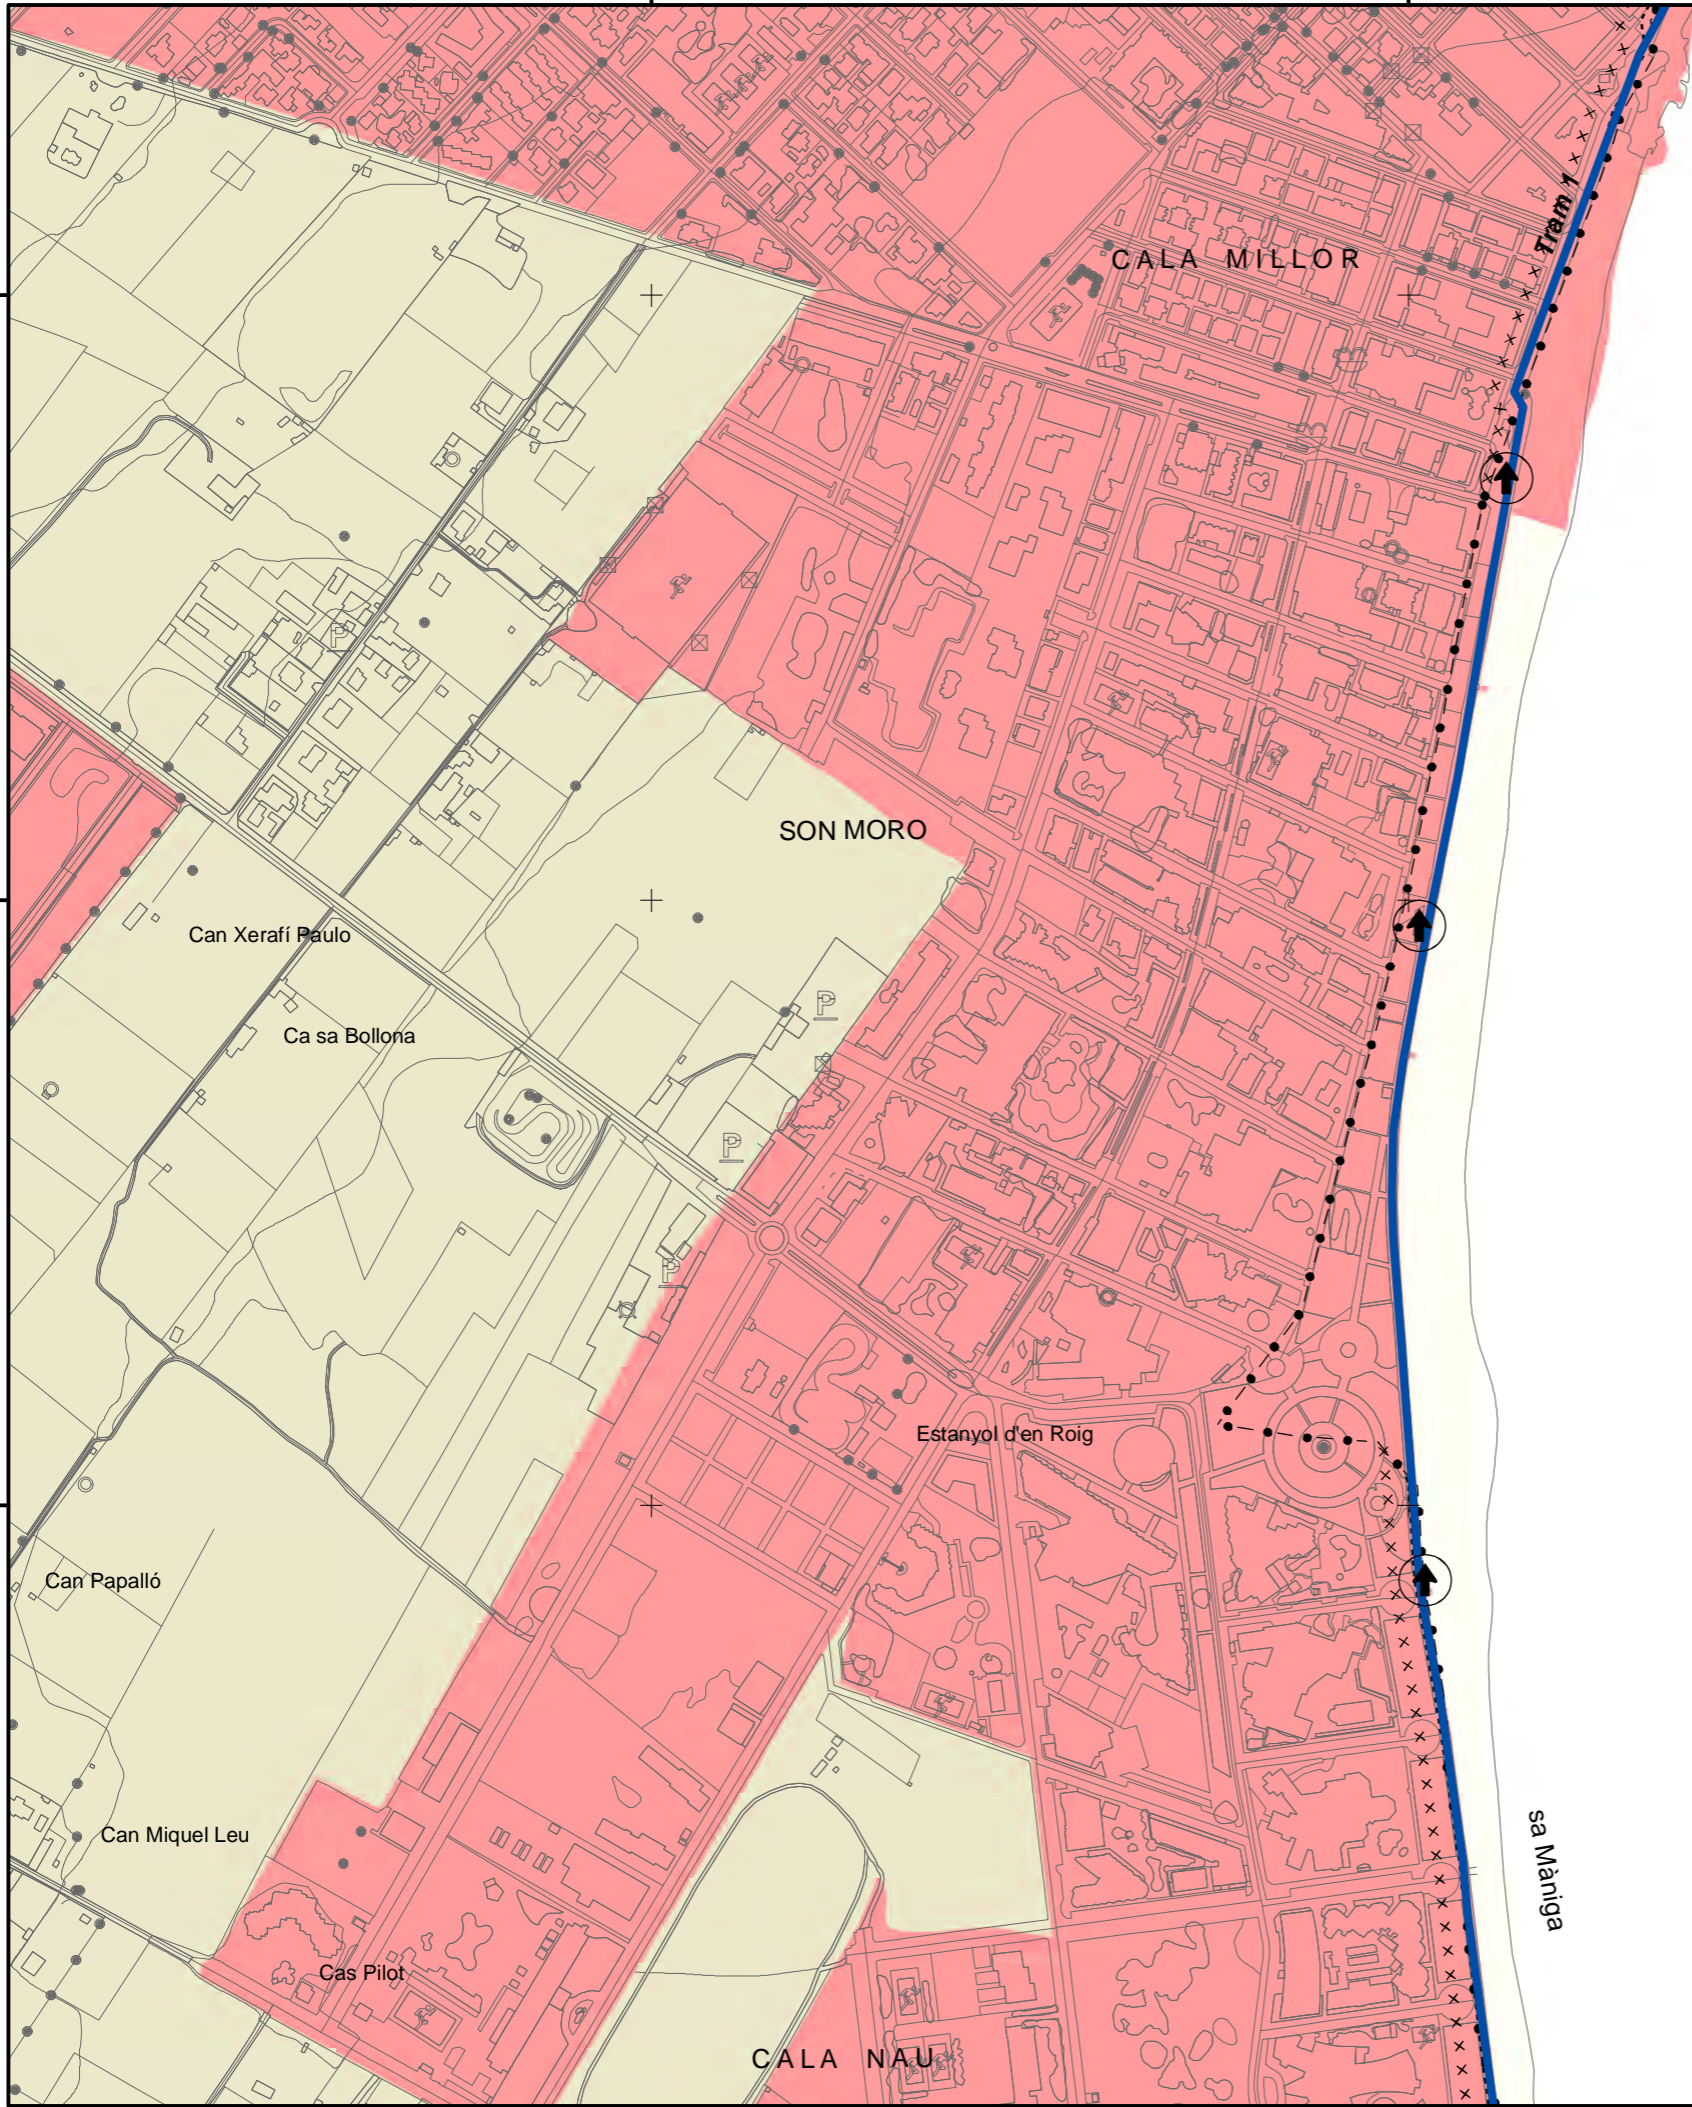 Tram 1
CALA MILLOR
SON MORO
Can Xerafí Paulo
P
Ca sa Bollona
P
P
P
Estanyol d'en Roig
Can Papalló
Can Miquel Leu
sa Màniga
Cas Pilot
CALA NAU